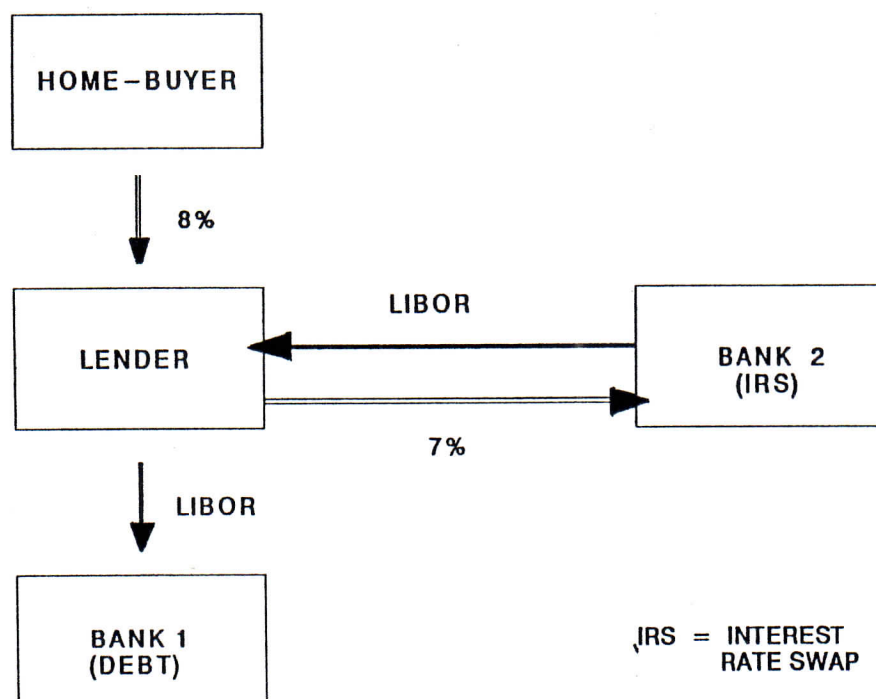 HOME-BUYER
8%
LIBOR
LENDER
BANK 2
(IRS)
7%
LIBOR
BANK 1
(DEBT)
IRS = INTEREST
RATE SWAP